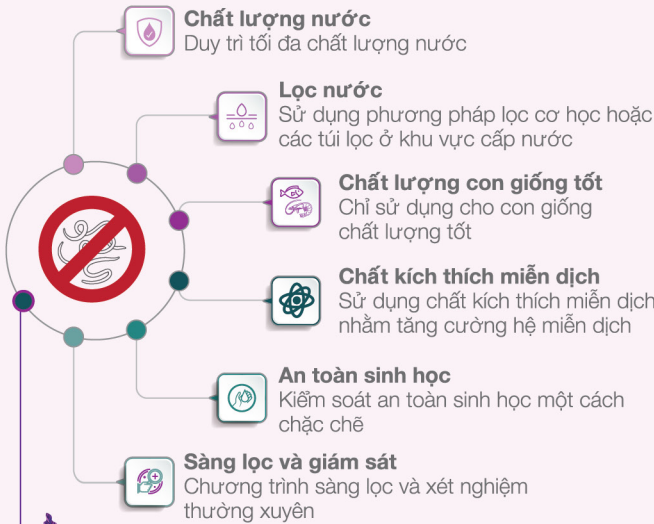 Chất lượng nước
Duy trì tối đa chất lượng nước
Lọc nước
Sử dụng phương pháp lọc cơ học hoặc
các túi lọc ở khu vực cấp nước
Chất lượng con giống tốt
Chỉ sử dụng cho con giống
chất lượng tốt
Chất kích thích miễn dịch
Sử dụng chất kích thích miễn dịch
nhằm tăng cường hệ miễn dịch
An toàn sinh học
Kiểm soát an toàn sinh học một cách
chặc chẽ
Sàng lọc và giám sát
Chương trình sàng lọc và xét nghiệm
thường xuyên